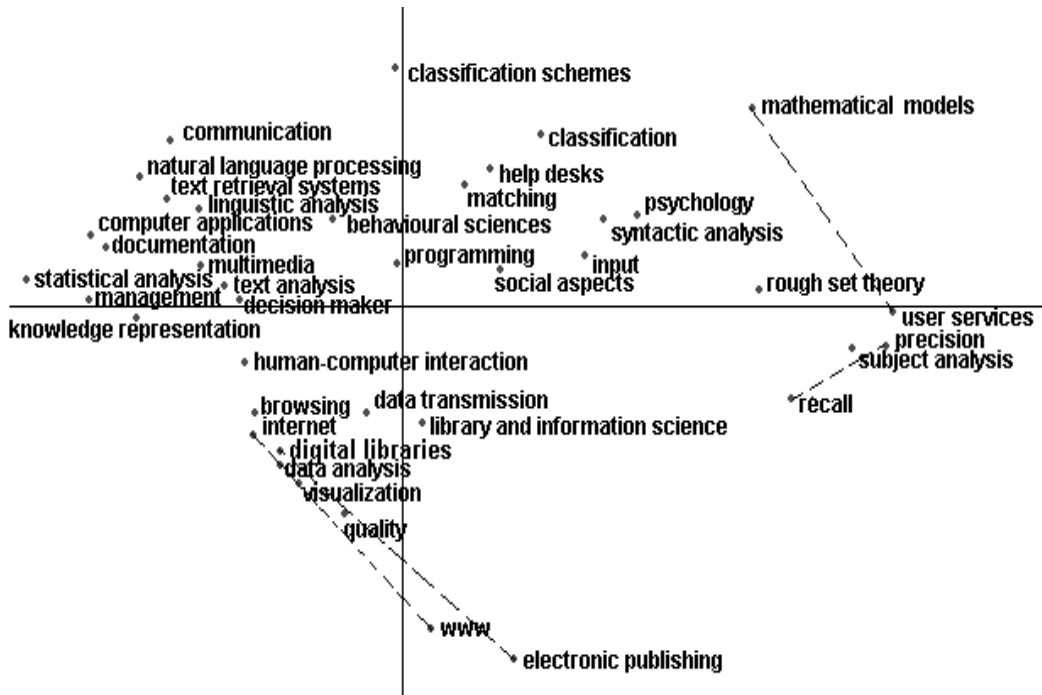 classification schemes
mathematical models
communication
classification
natural language processing
help desks
text retrieval systems
matching
linguistic analysis
psychology
computer applications
behavioural sciences
syntactic analysis
documentation
programming
multimedia
input
statistical analysis
text analysis
social aspects
rough set theory
management
decision maker
knowledge representation
user services
precision
human-computer interaction
subject analysis
browsing
data transmission
recall
internet
library and information science
digital libraries
data analysis
visualization
quality
www
electronic publishing